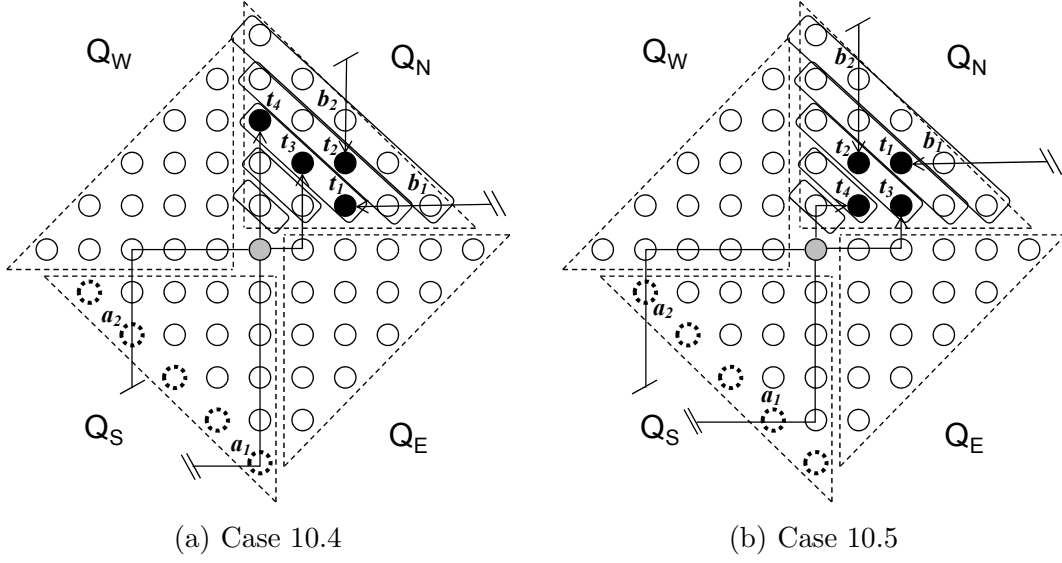 Q_W Q_N
b_2
t_4
t_3 t_2
t_1 b_1
a_2
Q_S a_1 Q_E
(a) Case 10.4
Q_W Q_N
b_2
t_2 t_1 b_1
t_4 t_3
a_2
a_1
Q_S Q_E
(b) Case 10.5